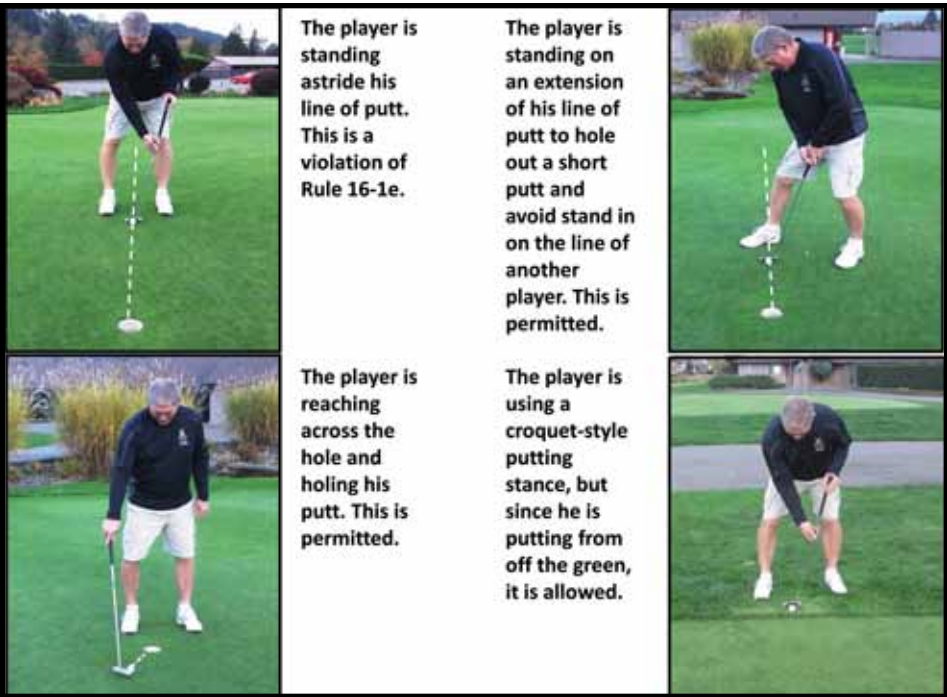 The player is
standing
astride his
line of putt.
This is a
violation of
Rule 16-1e.
The player is
standing on
an extension
of his line of
putt to hole
out a short
putt and
avoid stand in
on the line of
another
player. This is
permitted.
The player is
reaching
across the
hole and
holing his
putt. This is
permitted.
The player is
using a
croquet-style
putting
stance, but
since he is
putting from
off the green,
it is allowed.